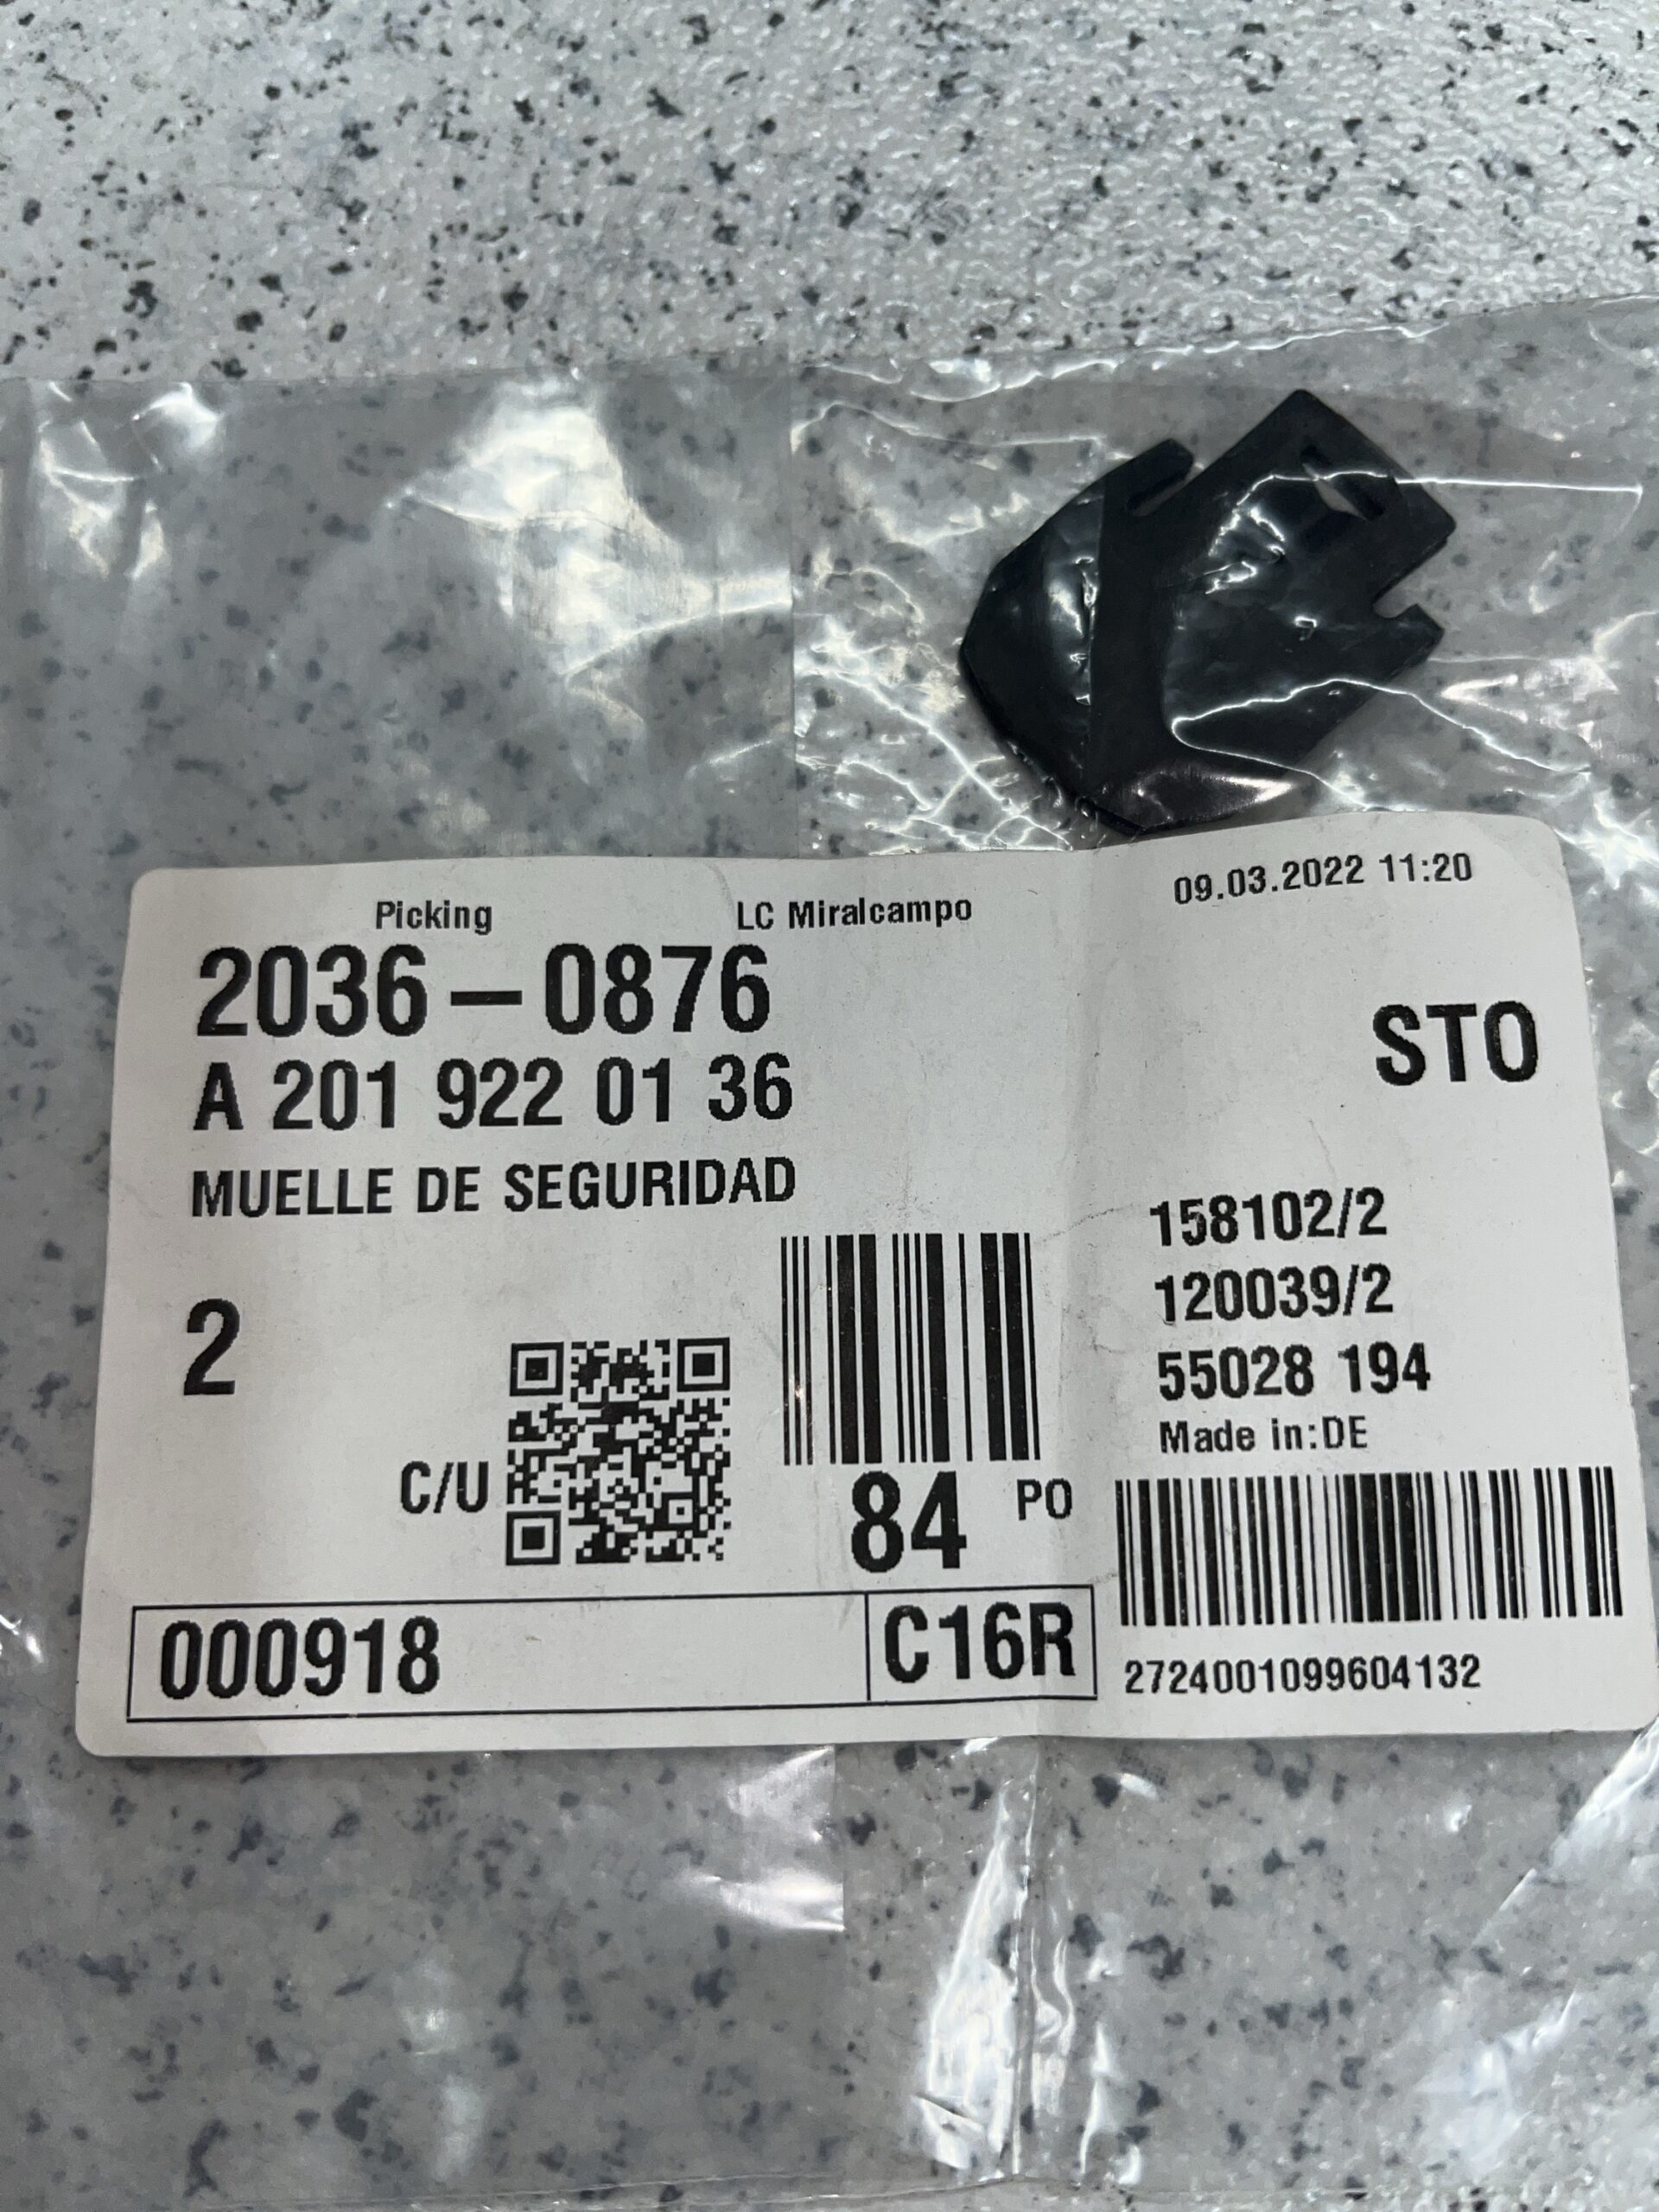 Picking LC Miralcampo 09.03.2022 11:20
2036-0876
STO
A 201 922 01 36
MUELLE DE SEGURIDAD
158102/2
120039/2
2
55028 194
Made in:DE
C/U
84 PO
000918 C16R
2724001099604132